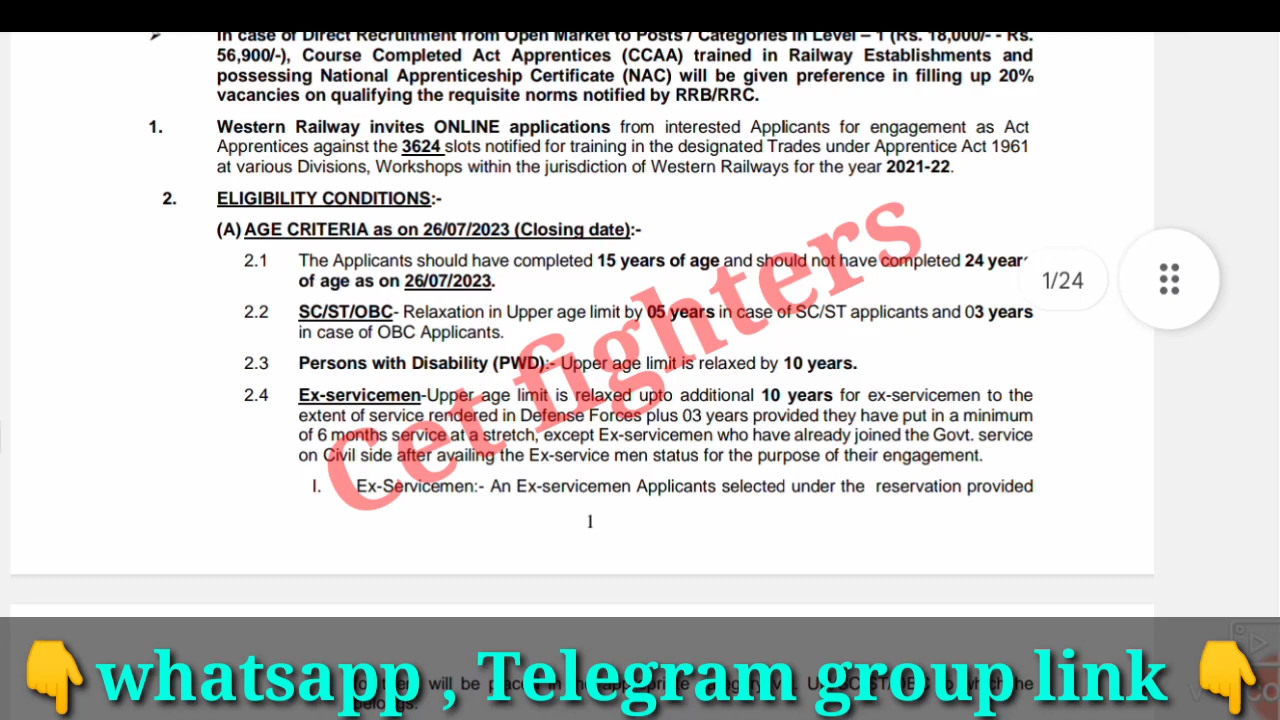 In case of Direct Recruitment from Open Market to Posts / Categories in Level – 1 (Rs. 18,000/- - Rs.
56,900/-), Course Completed Act Apprentices (CCAA) trained in Railway Establishments and
possessing National Apprenticeship Certificate (NAC) will be given preference in filling up 20%
vacancies on qualifying the requisite norms notified by RRB/RRC.
1. Western Railway invites ONLINE applications from interested Applicants for engagement as Act
Apprentices against the 3624 slots notified for training in the designated Trades under Apprentice Act 1961
at various Divisions, Workshops within the jurisdiction of Western Railways for the year 2021-22.
2. ELIGIBILITY CONDITIONS:-
(A) AGE CRITERIA as on 26/07/2023 (Closing date):-
2.1 The Applicants should have completed 15 years of age and should not have completed 24 year
of age as on 26/07/2023.
1/24
2.2 SC/ST/OBC- Relaxation in Upper age limit by 05 years in case of SC/ST applicants and 03 years
in case of OBC Applicants.
2.3 Persons with Disability (PWD):- Upper age limit is relaxed by 10 years.
2.4 Ex-servicemen-Upper age limit is relaxed upto additional 10 years for ex-servicemen to the
extent of service rendered in Defense Forces plus 03 years provided they have put in a minimum
of 6 months service at a stretch, except Ex-servicemen who have already joined the Govt. service
on Civil side after availing the Ex-service men status for the purpose of their engagement.
I. Ex-Servicemen:- An Ex-servicemen Applicants selected under the reservation provided
Cet fighters
1
whatsapp , Telegram group link
will be
belongs.